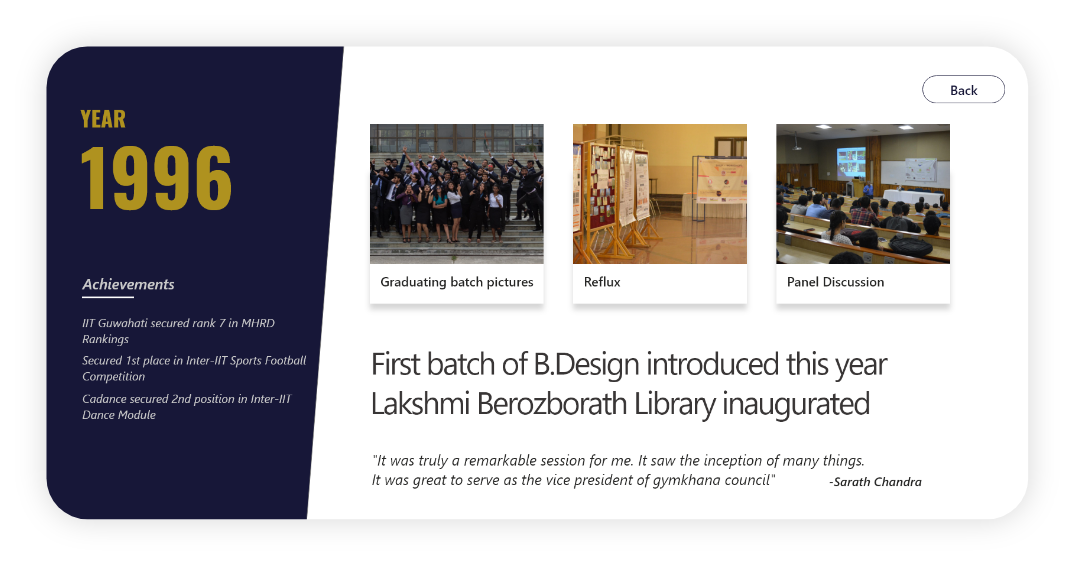 YEAR
1996
Achievements
IIT Guwahati secured rank 7 in MHRD
Rankings
Secured 1st place in Inter-IIT Sports Football
Competition
Cadance secured 2nd position in Inter-IIT
Dance Module
Back
Graduating batch pictures
Reflux
Panel Discussion
First batch of B.Design introduced this year
Lakshmi Berozborath Library inaugurated
"It was truly a remarkable session for me. It saw the inception of many things.
It was great to serve as the vice president of gymkhana council"
-Sarath Chandra